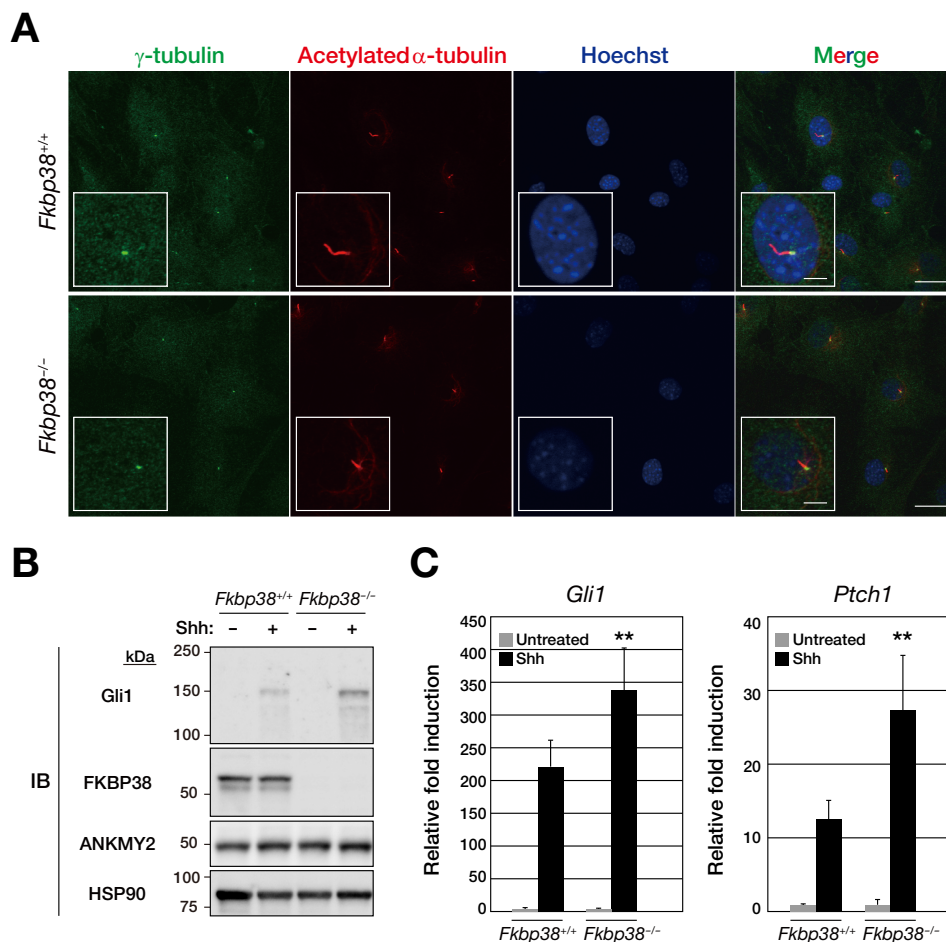 A
γ-tubulin Acetylated α-tubulin Hoechst Merge
Fkbp38+/+
Fkbp38−/−
B
Fkbp38+/+ Fkbp38−/−
Shh: − + − +
kDa
250
Gli1 150
100
IB
FKBP38
50
ANKMY2 50
100
HSP90
75
C
Gli1
Relative fold induction
450
400
350
300
250
200
150
100
50
0
Untreated
Shh
**
Fkbp38+/+ Fkbp38−/−
Ptch1
Relative fold induction
40
30
20
10
0
Untreated
Shh
**
Fkbp38+/+ Fkbp38−/−